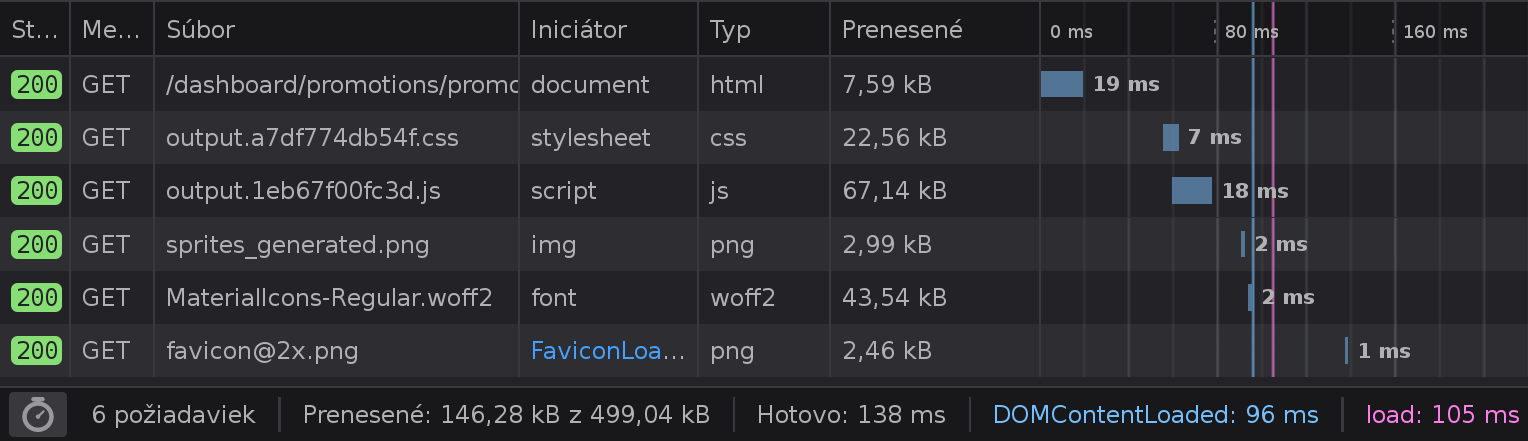 St… Me… Súbor Iniciátor Typ Prenesené 0 ms 80 ms 160 ms
200 GET /dashboard/promotions/promo document html 7,59 kB 19 ms
200 GET output.a7df774db54f.css stylesheet css 22,56 kB 7 ms
200 GET output.1eb67f00fc3d.js script js 67,14 kB 18 ms
200 GET sprites_generated.png img png 2,99 kB 2 ms
200 GET MaterialIcons-Regular.woff2 font woff2 43,54 kB 2 ms
200 GET favicon@2x.png FaviconLoa… png 2,46 kB 1 ms
6 požiadaviek Prenesené: 146,28 kB z 499,04 kB Hotovo: 138 ms DOMContentLoaded: 96 ms load: 105 ms